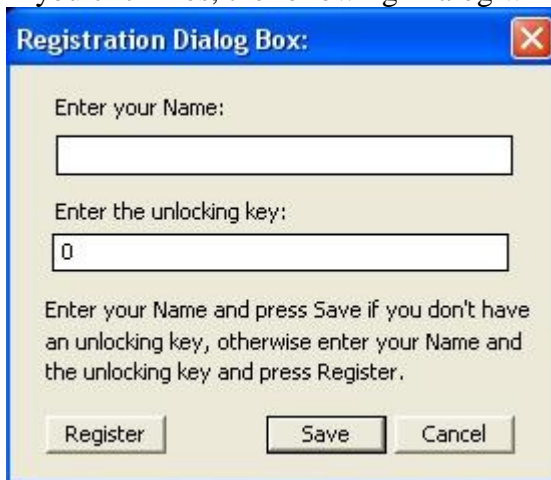 Registration Dialog Box:
Enter your Name:
Enter the unlocking key:
0
Enter your Name and press Save if you don't have
an unlocking key, otherwise enter your Name and
the unlocking key and press Register.
Register Save Cancel